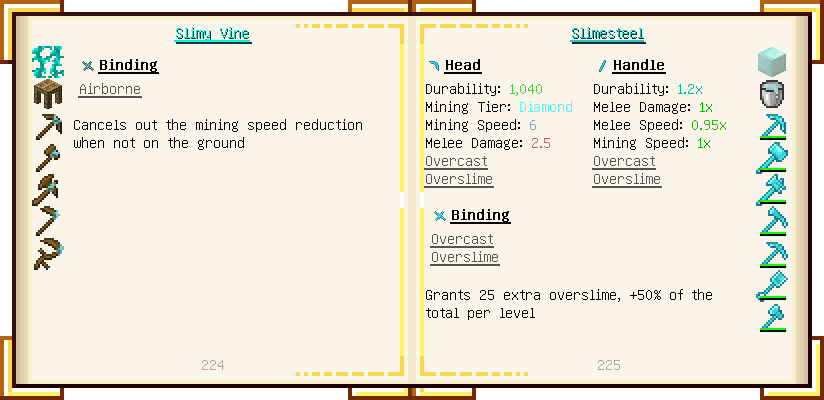 Slimy Vine
Binding
Airborne
Cancels out the mining speed reduction
when not on the ground
224
Slimesteel
Head
Durability: 1,040
Mining Tier: Diamond
Mining Speed: 6
Melee Damage: 2.5
Overcast
Overslime
Handle
Durability: 1.2x
Melee Damage: 1x
Melee Speed: 0.95x
Mining Speed: 1x
Overcast
Overslime
Binding
Overcast
Overslime
Grants 25 extra overslime, +50% of the
total per level
225